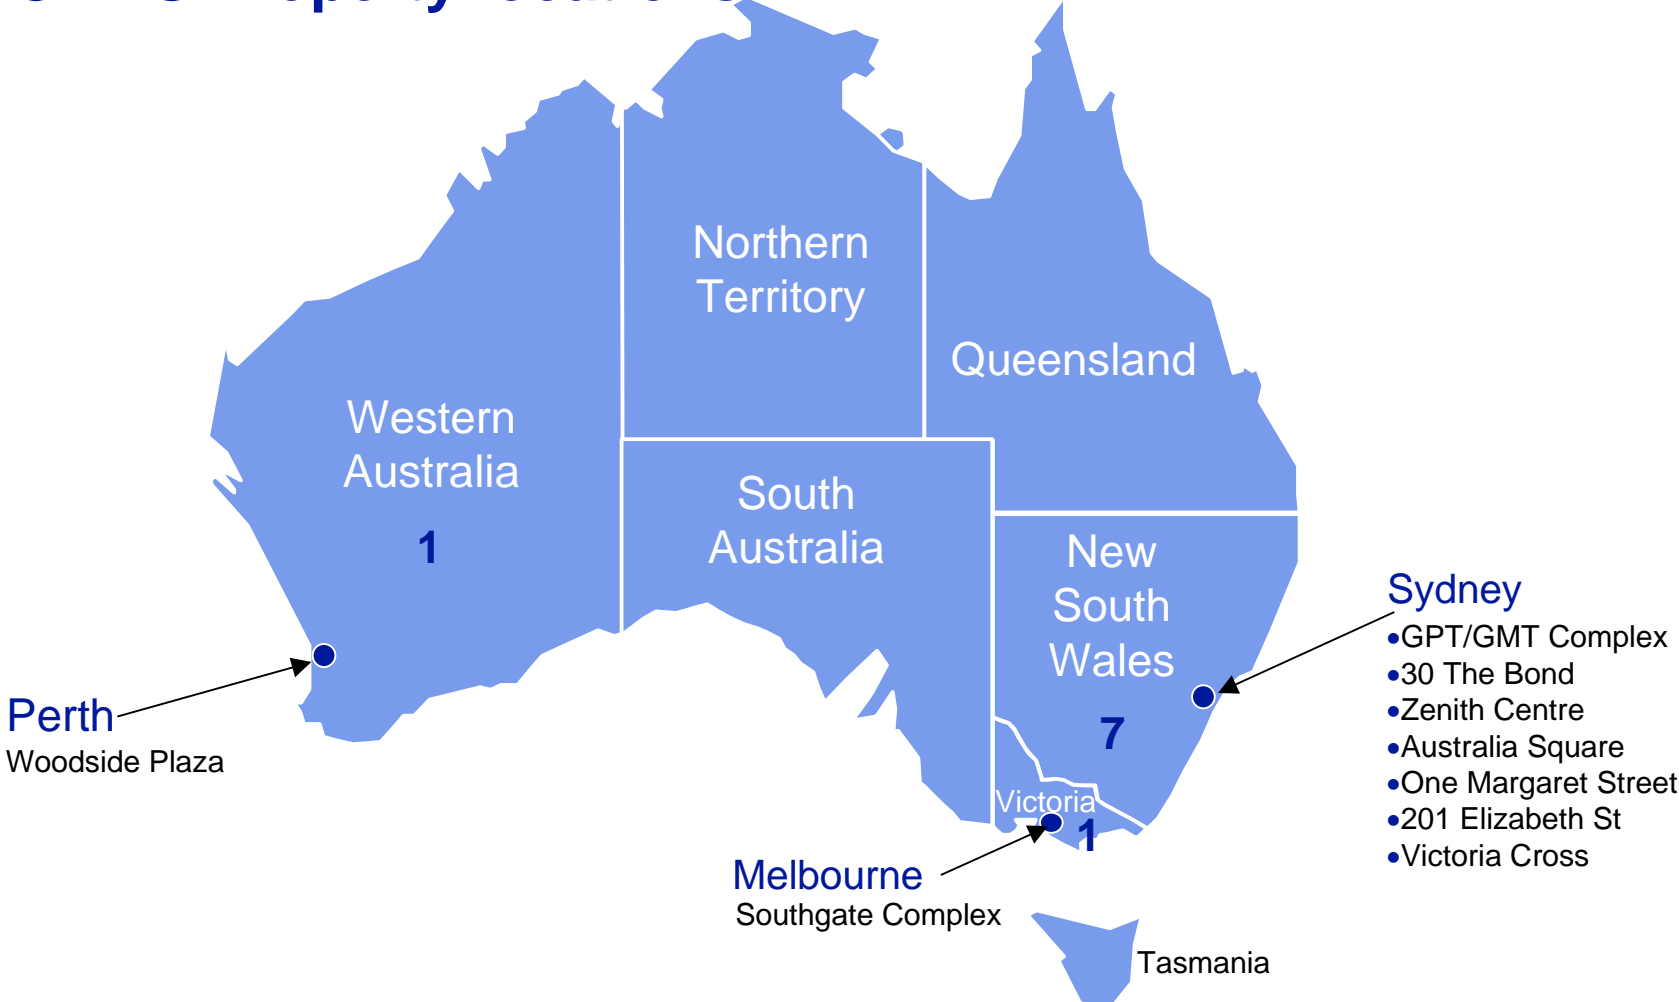 Property locations
Northern
Territory
Queensland
Western
Australia
1
South
Australia
New
South
Wales
7
Sydney
•GPT/GMT Complex
•30 The Bond
•Zenith Centre
•Australia Square
•One Margaret Street
•201 Elizabeth St
•Victoria Cross
Perth
Woodside Plaza
Victoria
1
Melbourne
Southgate Complex
Tasmania